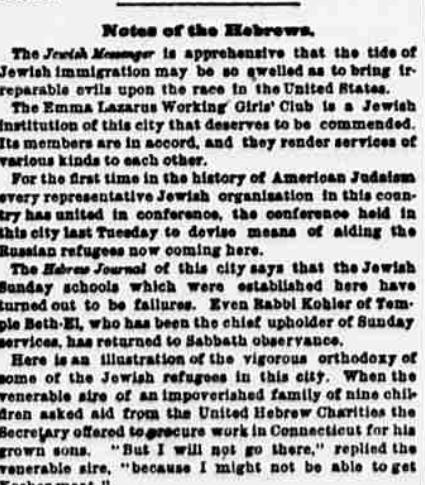 Notes of the Hebrews.
The Jewish Messenger is apprehensive that the tide of
Jewish immigration may be so swelled as to bring ir-
reparable evils upon the race in the United States.
The Emma Lazarus Working Girls' Club is a Jewish
institution of this city that deserves to be commended.
Its members are in accord, and they render services of
various kinds to each other.
For the first time in the history of American Judaism
every representative Jewish organization in this coun-
try has united in conference, the conference held in
this city last Tuesday to devise means of aiding the
Russian refugees now coming here.
The Hebrew Journal of this city says that the Jewish
Sunday schools which were established here have
turned out to be failures. Even Rabbi Kohler of Tem-
ple Beth-El, who has been the chief upholder of Sunday
services, has returned to Sabbath observance.
Here is an illustration of the vigorous orthodoxy of
some of the Jewish refugees in this city. When the
venerable sire of an impoverished family of nine chil-
dren asked aid from the United Hebrew Charities the
Secretary offered to procure work in Connecticut for his
grown sons. "But I will not go there," replied the
venerable sire, "because I might not be able to get